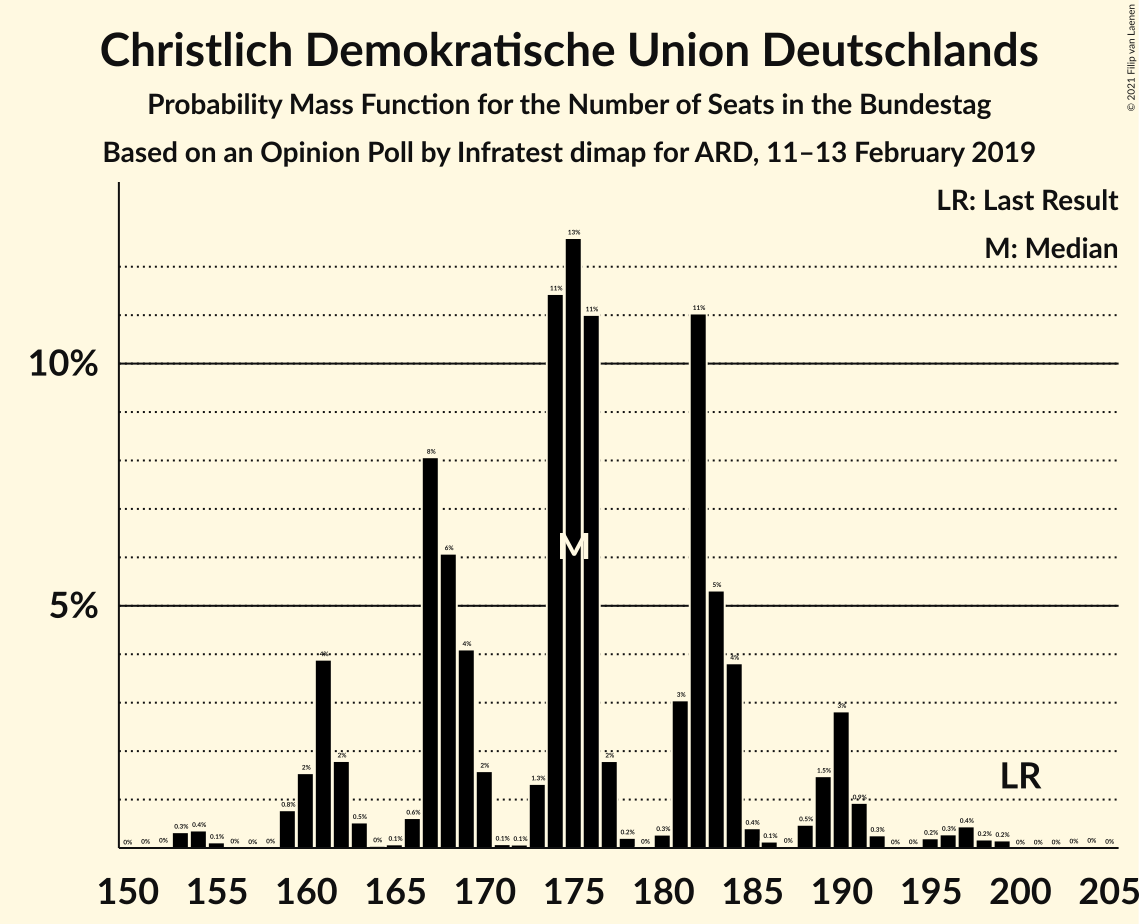 Christlich Demokratische Union Deutschlands
Probability Mass Function for the Number of Seats in the Bundestag
Based on an Opinion Poll by Infratest dimap for ARD, 11–13 February 2019
© 2021 Filip van Laenen
LR: Last Result
M: Median
10%
5%
0% 0% 0% 0.3% 0.4% 0.1% 0% 0% 0% 0.8% 2% 4% 2% 0.5% 0% 0.1% 0.6% 8% 6% 4% 2% 0.1% 0.1% 1.3% 11% 13% 11% 2% 0.2% 0% 0.3% 3% 11% 5% 4% 0.4% 0.1% 0% 0.5% 1.5% 3% 0.9% 0.3% 0% 0% 0.2% 0.3% 0.4% 0.2% 0.2% 0% 0% 0% 0% 0% 0%
M
LR
150 155 160 165 170 175 180 185 190 195 200 205